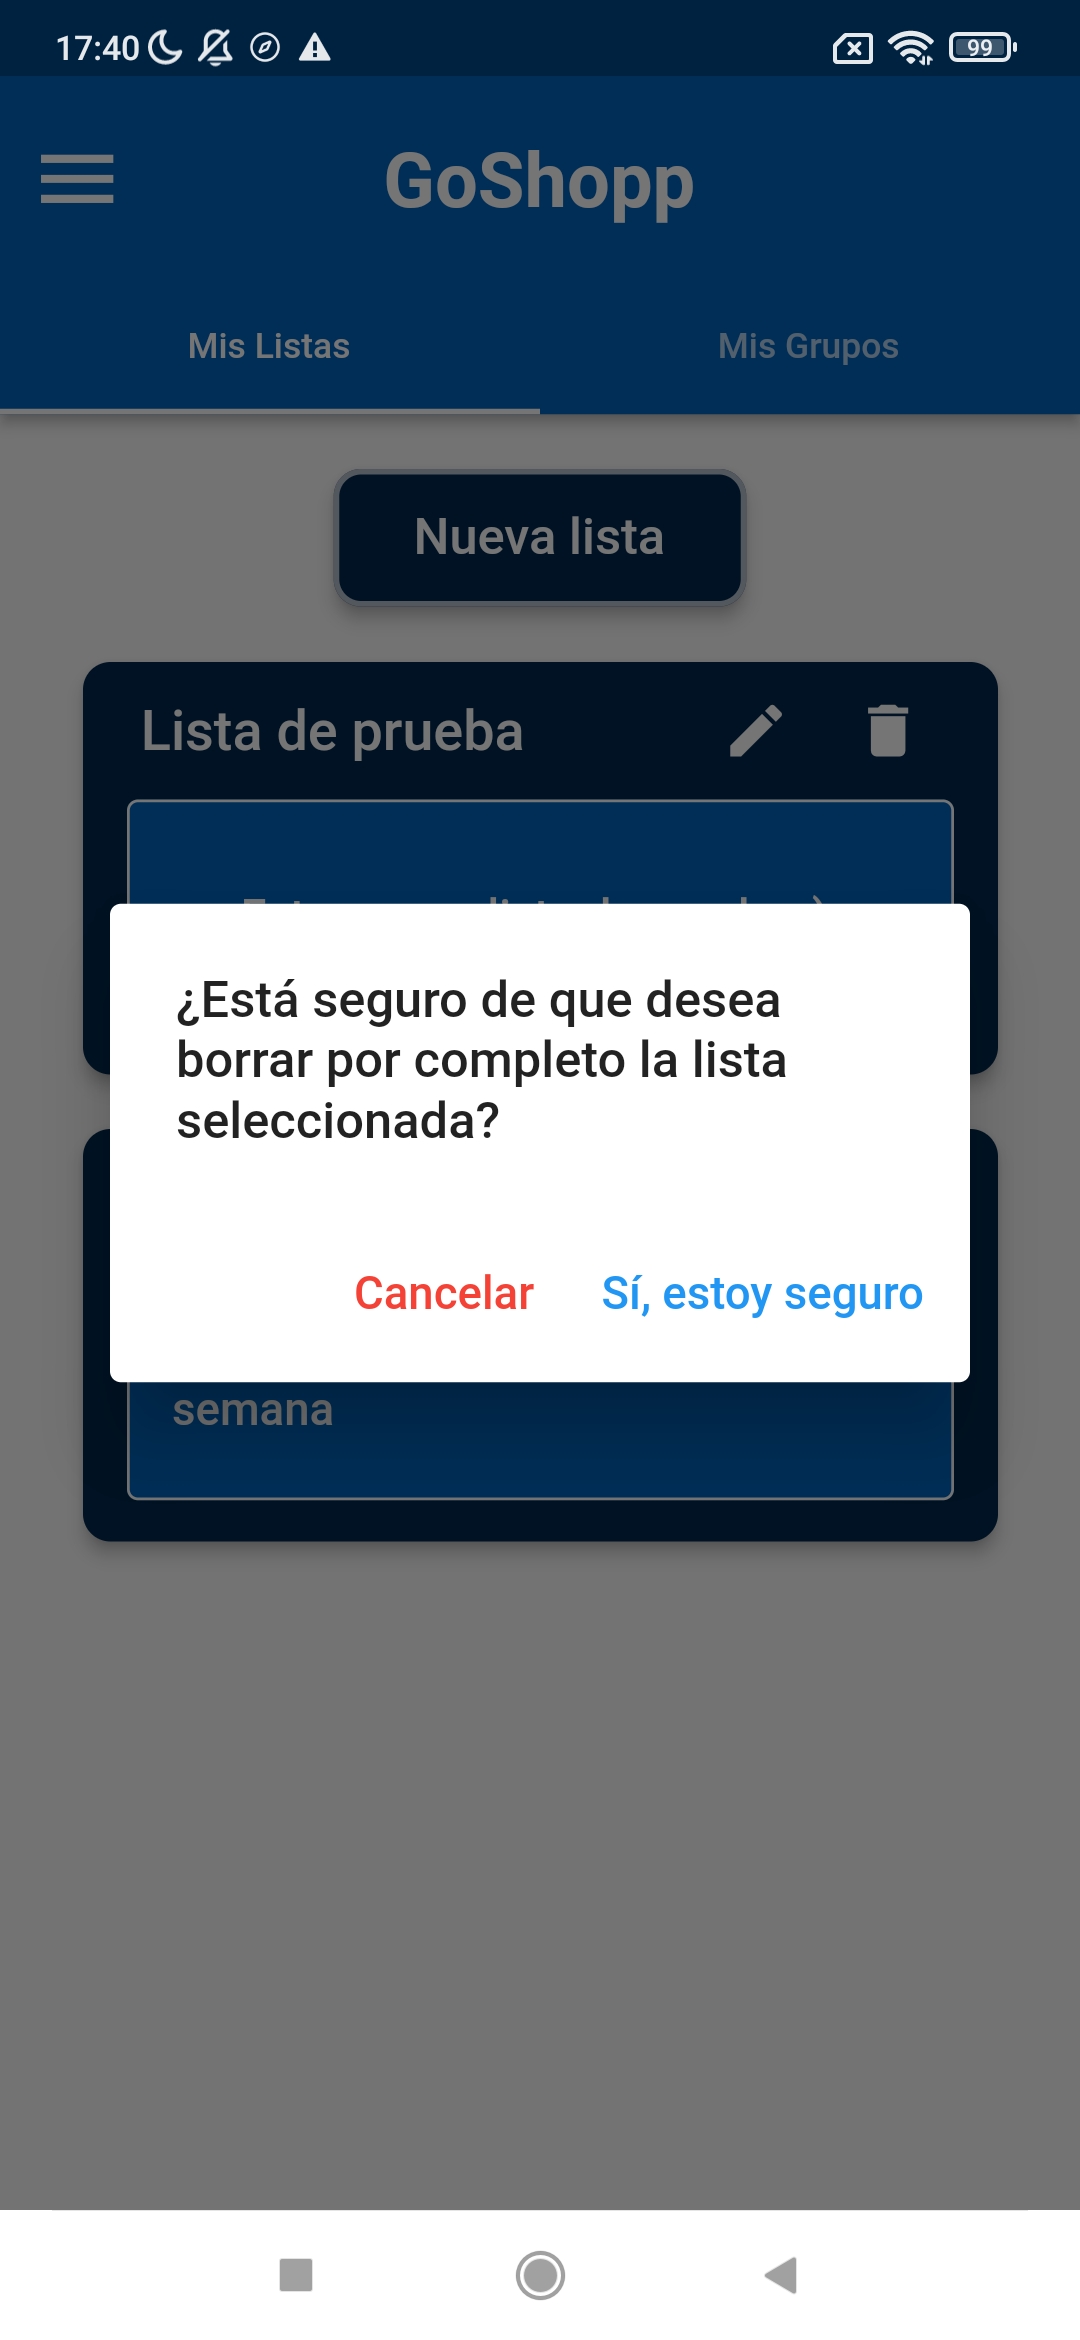 17:40
99
GoShopp
Mis Listas
Mis Grupos
Nueva lista
Lista de prueba
¿Está seguro de que desea
borrar por completo la lista
seleccionada?
Cancelar
Sí, estoy seguro
semana